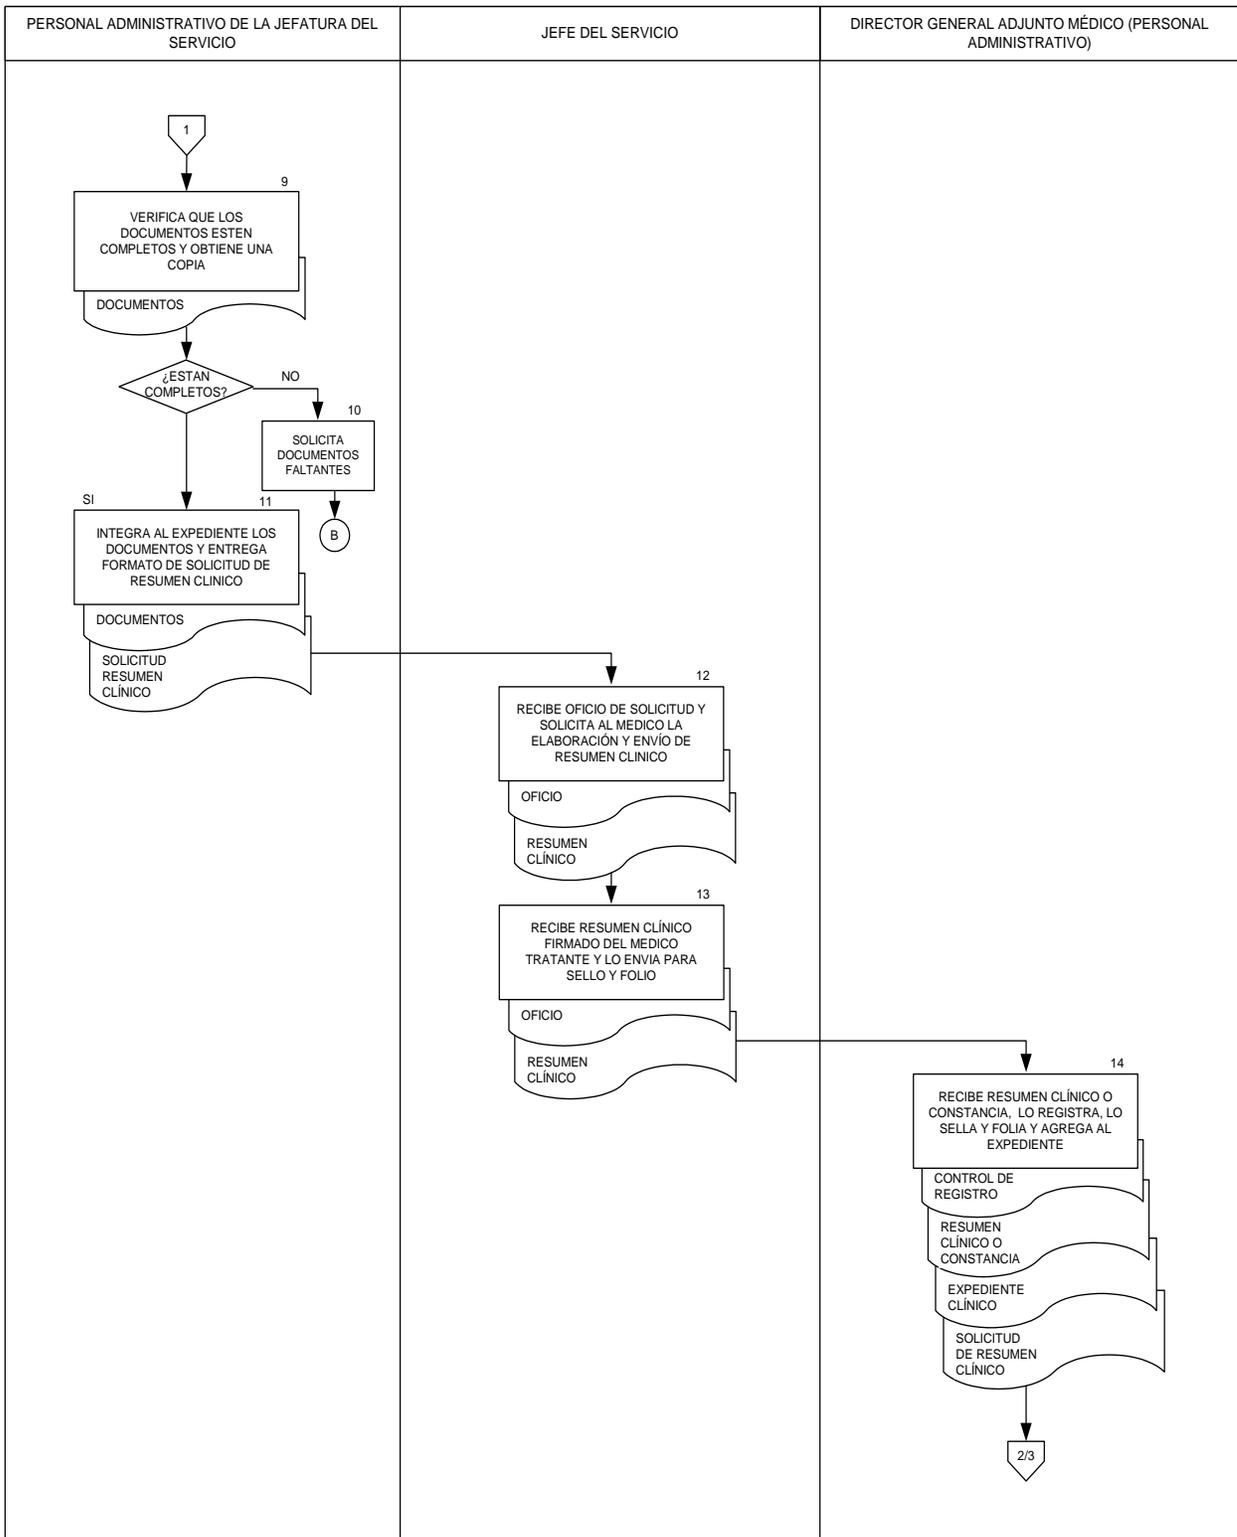 PERSONAL ADMINISTRATIVO DE LA JEFATURA DEL
SERVICIO
JEFE DEL SERVICIO
DIRECTOR GENERAL ADJUNTO MÉDICO (PERSONAL
ADMINISTRATIVO)
1
9
VERIFICA QUE LOS
DOCUMENTOS ESTEN
COMPLETOS Y OBTIENE UNA
COPIA
DOCUMENTOS
¿ESTAN
COMPLETOS?
NO
10
SOLICITA
DOCUMENTOS
FALTANTES
B
SI
11
INTEGRA AL EXPEDIENTE LOS
DOCUMENTOS Y ENTREGA
FORMATO DE SOLICITUD DE
RESUMEN CLINICO
DOCUMENTOS
SOLICITUD
RESUMEN
CLÍNICO
12
RECIBE OFICIO DE SOLICITUD Y
SOLICITA AL MEDICO LA
ELABORACIÓN Y ENVÍO DE
RESUMEN CLINICO
OFICIO
RESUMEN
CLÍNICO
13
RECIBE RESUMEN CLÍNICO
FIRMADO DEL MEDICO
TRATANTE Y LO ENVIA PARA
SELLO Y FOLIO
OFICIO
RESUMEN
CLÍNICO
14
RECIBE RESUMEN CLÍNICO O
CONSTANCIA, LO REGISTRA, LO
SELLA Y FOLIA Y AGREGA AL
EXPEDIENTE
CONTROL DE
REGISTRO
RESUMEN
CLÍNICO O
CONSTANCIA
EXPEDIENTE
CLÍNICO
SOLICITUD
DE RESUMEN
CLÍNICO
2/3